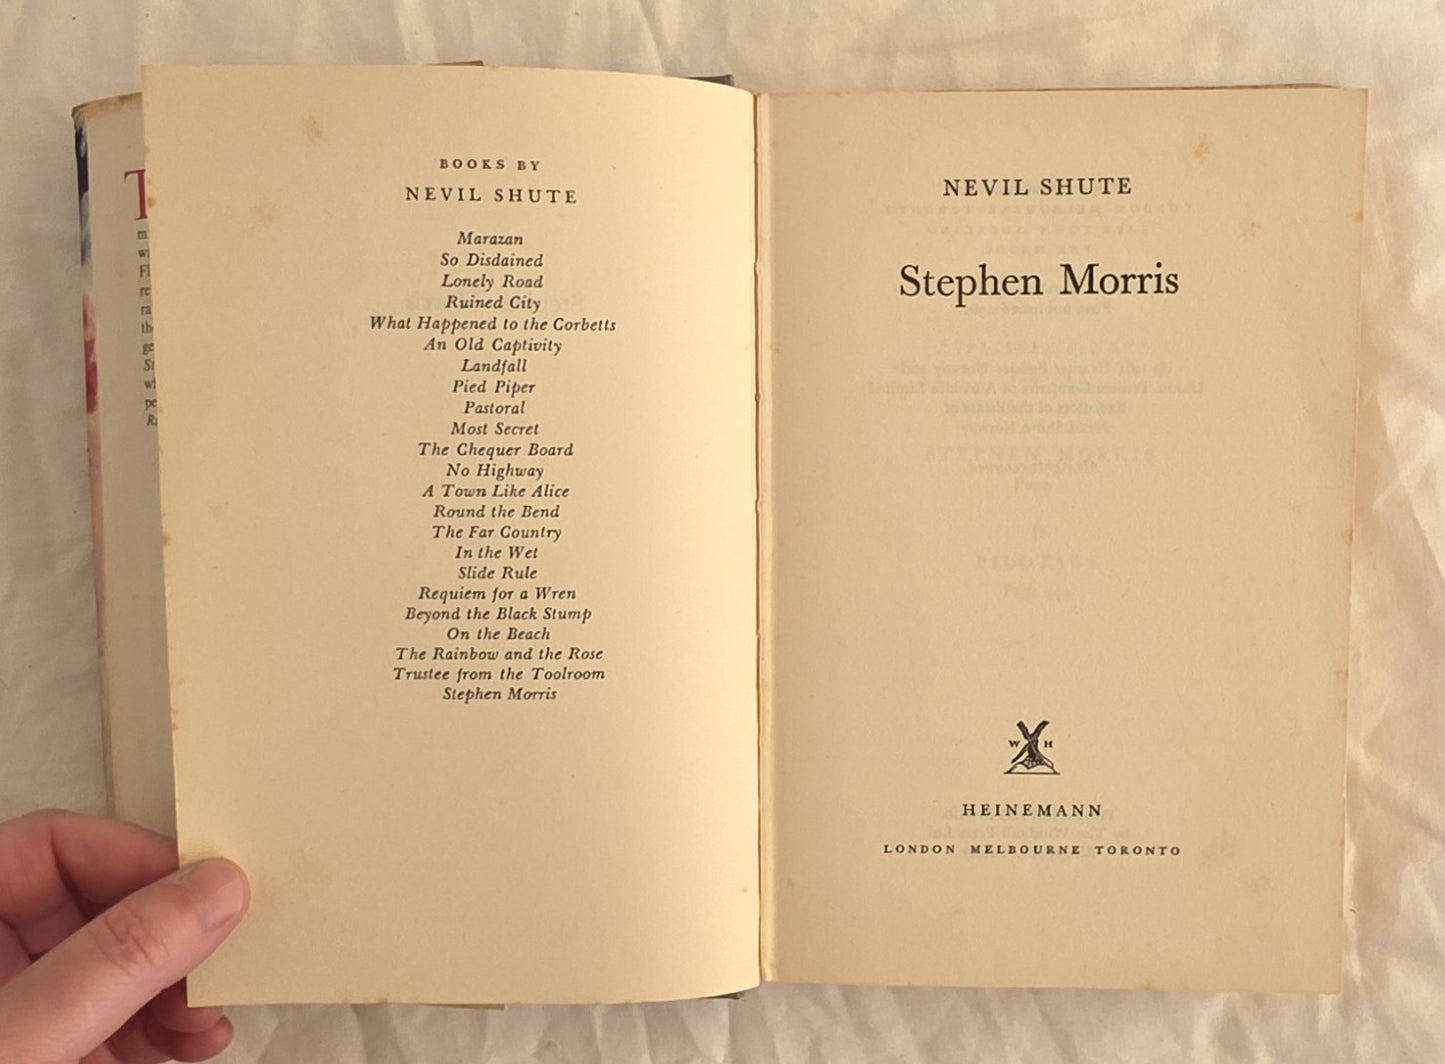 BOOKS BY
NEVIL SHUTE
Marazan
So Disdained
Lonely Road
Ruined City
What Happened to the Corbetts
An Old Captivity
Landfall
Pied Piper
Pastoral
Most Secret
The Chequer Board
No Highway
A Town Like Alice
Round the Bend
The Far Country
In the Wet
Slide Rule
Requiem for a Wren
Beyond the Black Stump
On the Beach
The Rainbow and the Rose
Trustee from the Toolroom
Stephen Morris
NEVIL SHUTE
Stephen Morris
W H
HEINEMANN
LONDON MELBOURNE TORONTO